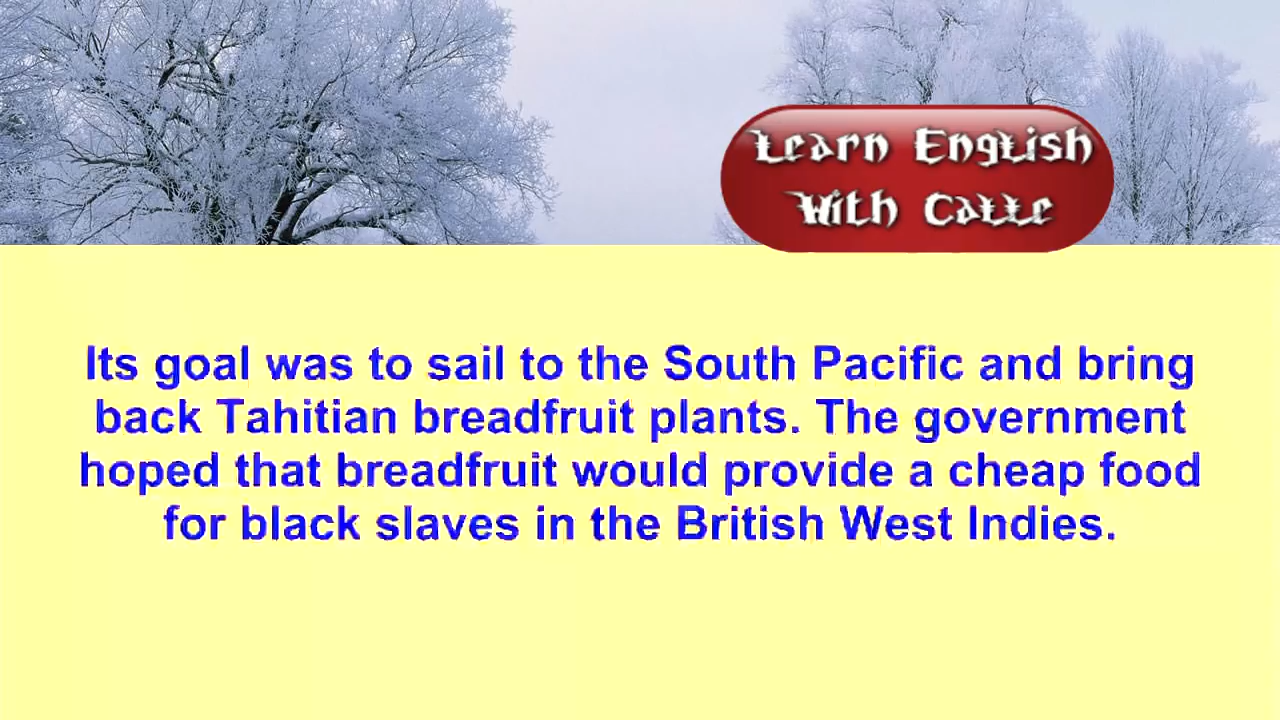 Learn English
With Calle
Its goal was to sail to the South Pacific and bring
back Tahitian breadfruit plants. The government
hoped that breadfruit would provide a cheap food
for black slaves in the British West Indies.